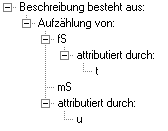 Beschreibung besteht aus:
Aufzählung von:
fS
attributiert durch:
t
mS
attributiert durch:
u